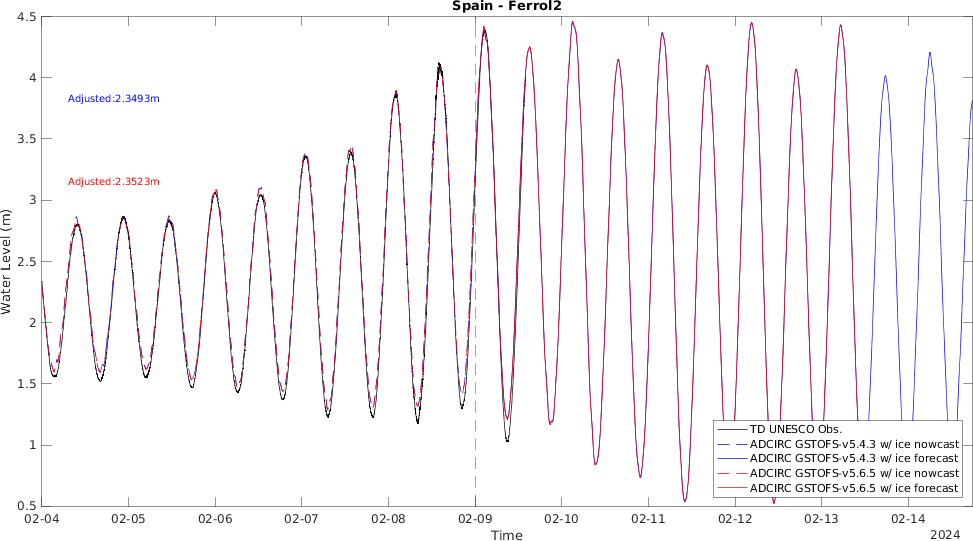 Spain - Ferrol2
4.5
4
3.5
3
2.5
2
1.5
1
0.5
Water Level (m)
Adjusted:2.3493m
Adjusted:2.3523m
TD UNESCO Obs.
ADCIRC GSTOFS-v5.4.3 w/ ice nowcast
ADCIRC GSTOFS-v5.4.3 w/ ice forecast
ADCIRC GSTOFS-v5.6.5 w/ ice nowcast
ADCIRC GSTOFS-v5.6.5 w/ ice forecast
02-04 02-05 02-06 02-07 02-08 02-09 02-10 02-11 02-12 02-13 02-14
Time
2024